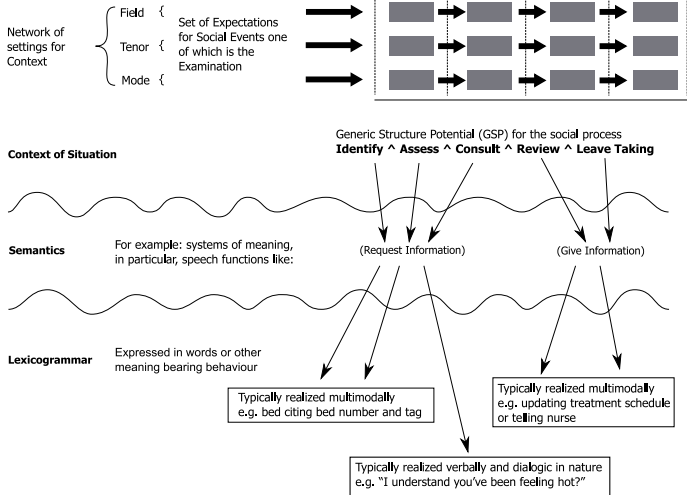 Network of
settings for
Context
Field
Tenor {
Mode {
{
Set of Expectations
for Social Events one
of which is the
Examination
Generic Structure Potential (GSP) for the social process
Context of Situation
Identify ^ Assess ^ Consult ^ Review ^ Leave Taking
Semantics
For example: systems of meaning,
in particular, speech functions like:
(Request Information)
(Give Information)
Lexicogrammar
Expressed in words or other
meaning bearing behaviour
Typically realized multimodally
e.g. bed citing bed number and tag
Typically realized multimodally
e.g. updating treatment schedule
or telling nurse
Typically realized verbally and dialogic in nature
e.g. “I understand you’ve been feeling hot?”